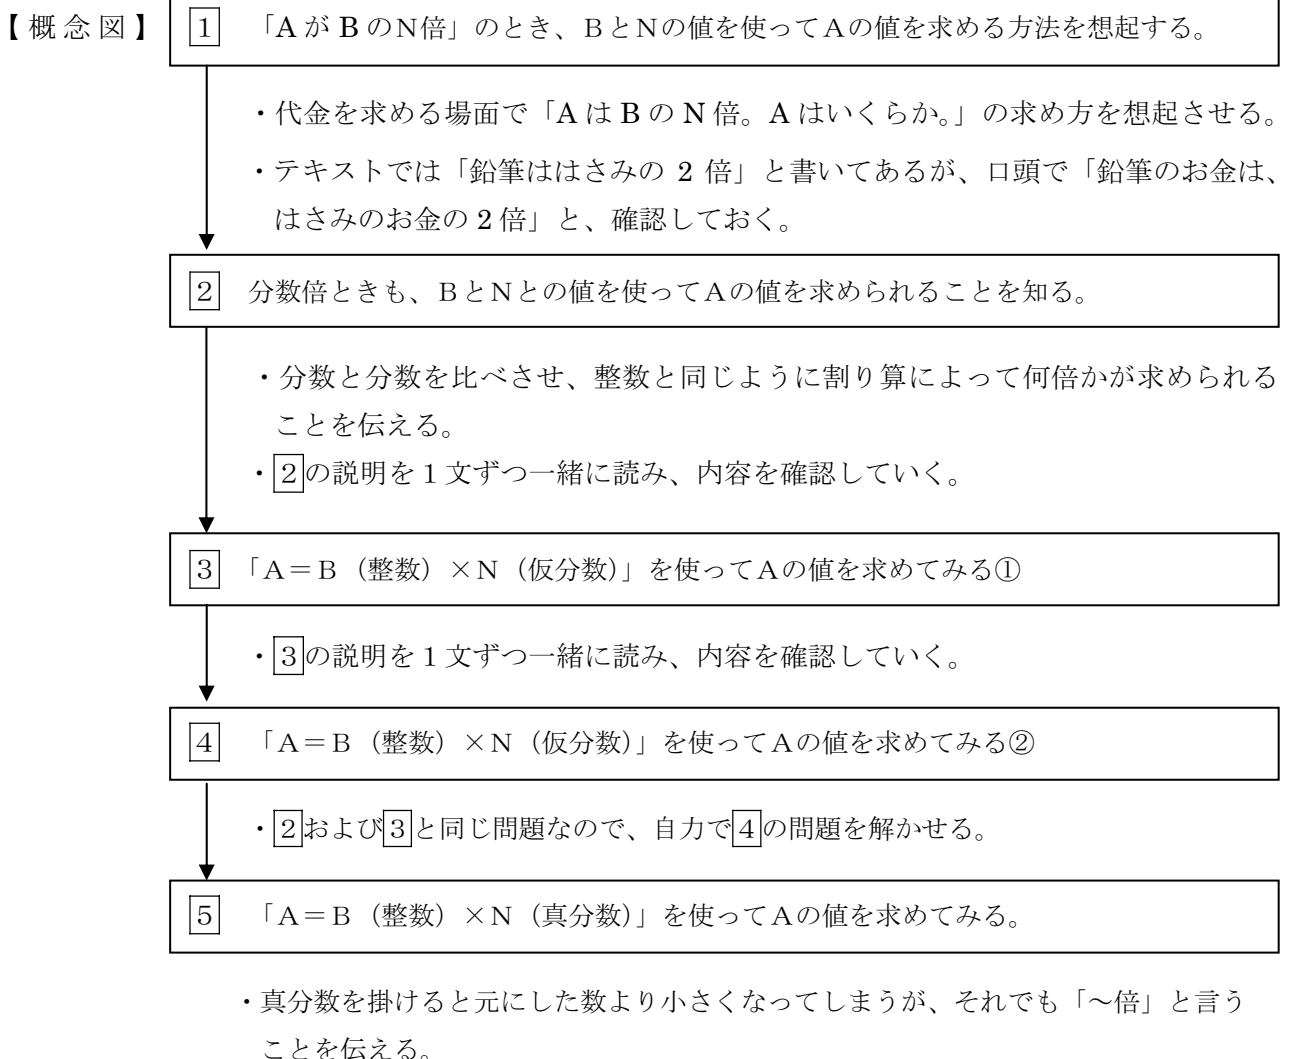 【概念図】 1 「AがBのN倍」のとき、BとNの値を使ってAの値を求める方法を想起する。
・代金を求める場面で「AはBのN倍。Aはいくらか。」の求め方を想起させる。
・テキストでは「鉛筆ははさみの 2 倍」と書いてあるが、口頭で「鉛筆のお金は、
はさみのお金の 2 倍」と、確認しておく。
2 分数倍ときも、BとNとの値を使ってAの値を求められることを知る。
・分数と分数を比べさせ、整数と同じように割り算によって何倍かが求められる
ことを伝える。
・2の説明を1文ずつ一緒に読み、内容を確認していく。
3 「A=B(整数)×N(仮分数)」を使ってAの値を求めてみる①
・3の説明を1文ずつ一緒に読み、内容を確認していく。
4 「A=B(整数)×N(仮分数)」を使ってAの値を求めてみる②
・2および3と同じ問題なので、自力で4の問題を解かせる。
5 「A=B(整数)×N(真分数)」を使ってAの値を求めてみる。
・真分数を掛けると元にした数より小さくなってしまうが、それでも「~倍」と言う
ことを伝える。